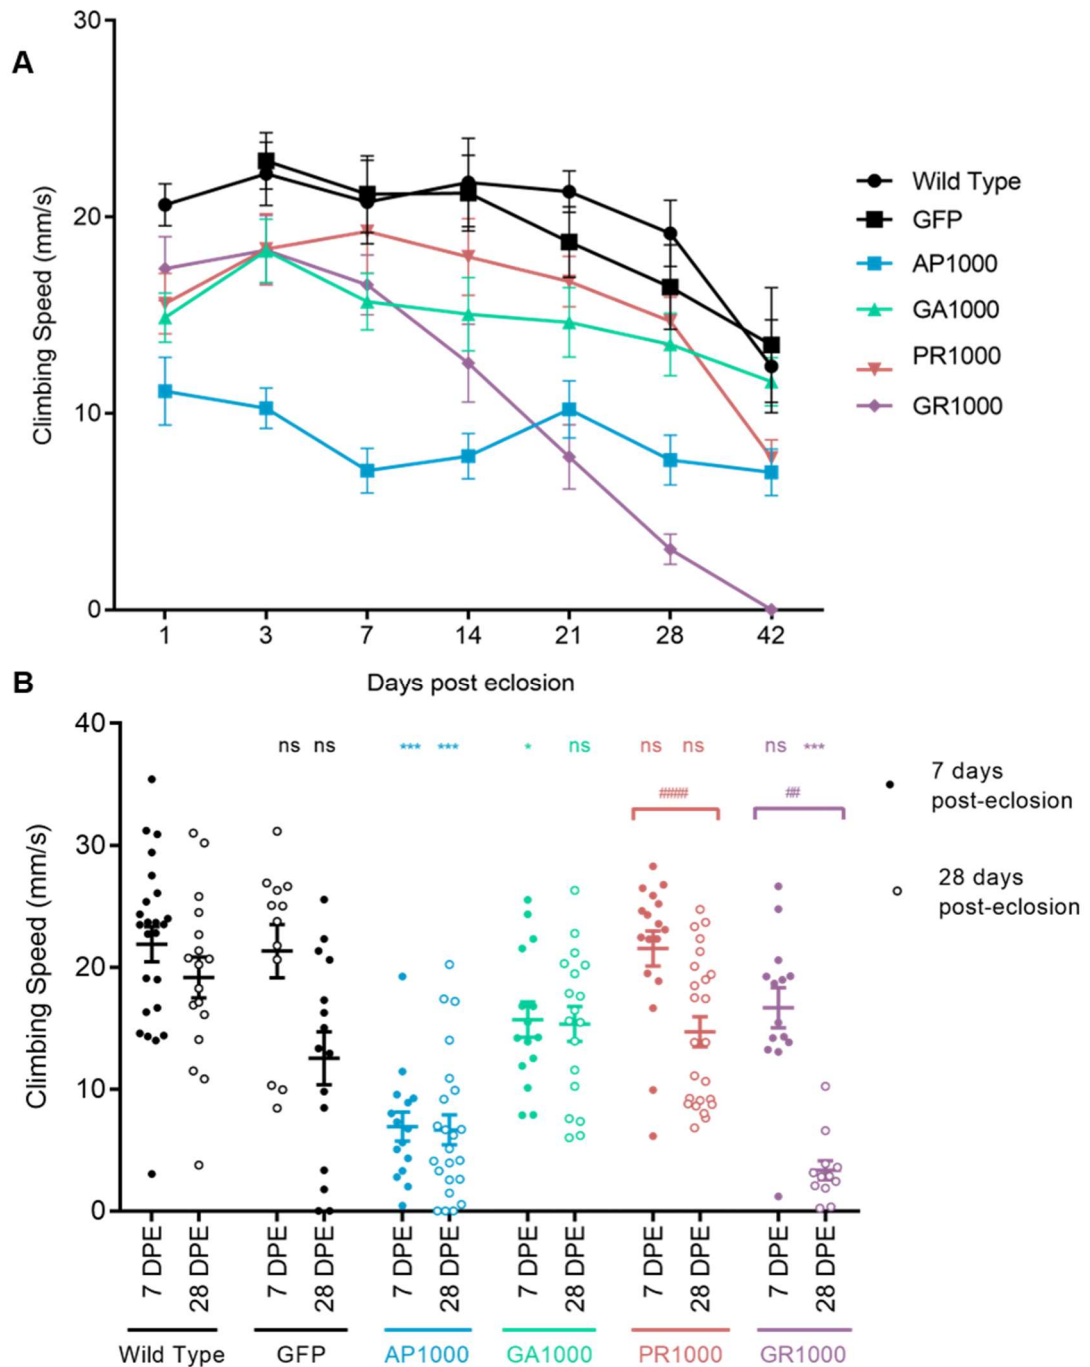 A
30
20
10
0
Climbing Speed (mm/s)
1 3 7 14 21 28 42
Days post eclosion
Wild Type
GFP
AP1000
GA1000
PR1000
GR1000
B
40
30
20
10
0
Climbing Speed (mm/s)
ns ns *** *** * ns ns ns ns ***
#### ##
7 days
post-eclosion
28 days
post-eclosion
7 DPE 28 DPE 7 DPE 28 DPE 7 DPE 28 DPE 7 DPE 28 DPE 7 DPE 28 DPE 7 DPE 28 DPE
Wild Type GFP AP1000 GA1000 PR1000 GR1000